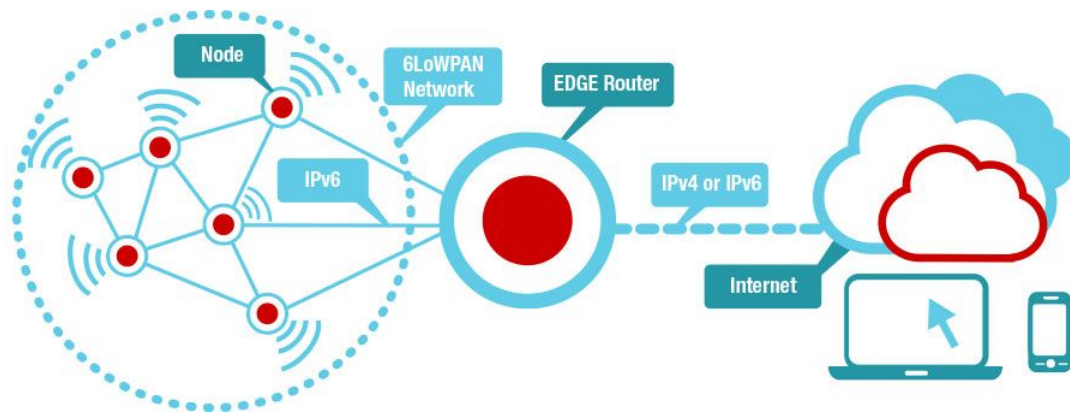 Node
6LoWPAN
Network
EDGE Router
IPv6
IPv4 or IPv6
Internet